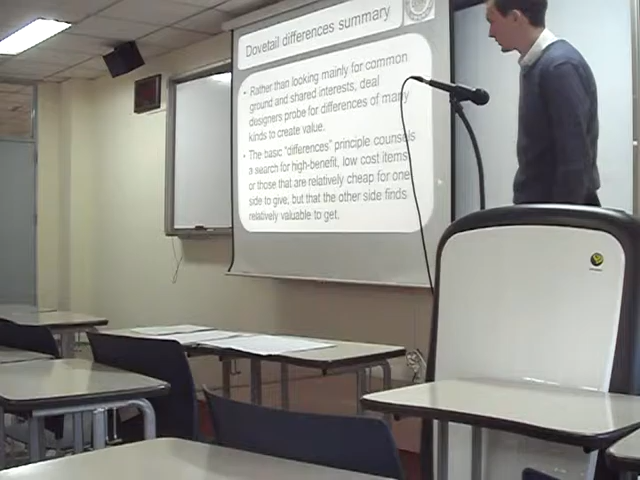 Dovetail differences summary
• Rather than looking mainly for common
ground and shared interests, deal
designers probe for differences of many
kinds to create value.
• The basic "differences" principle counsels
a search for high-benefit, low cost items
or those that are relatively cheap for one
side to give, but that the other side finds
relatively valuable to get.